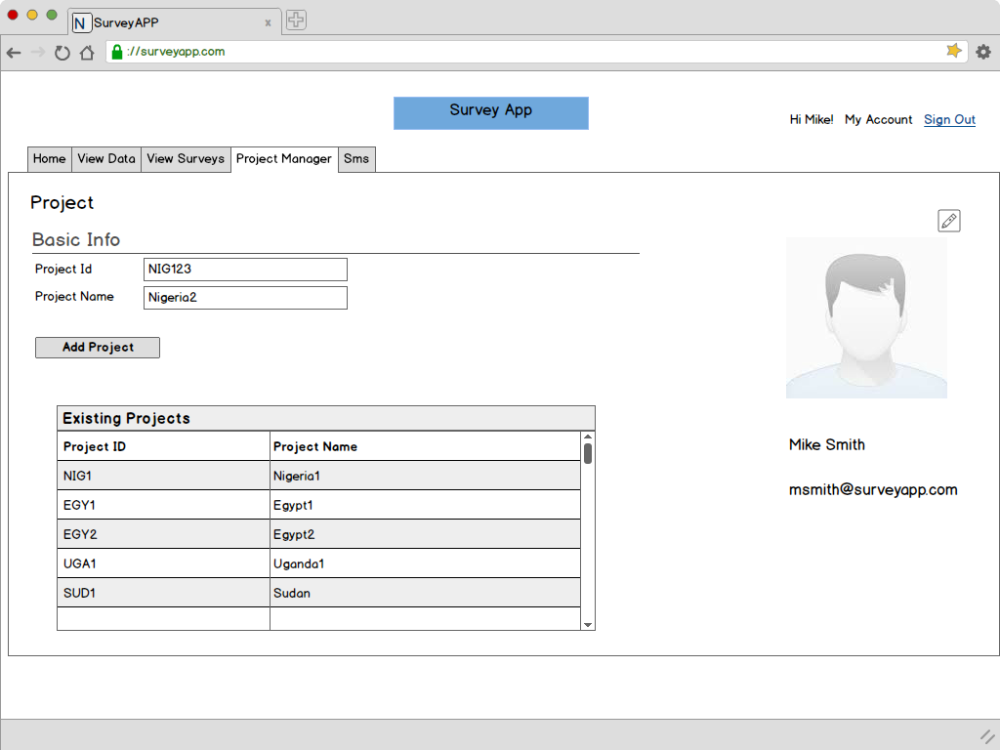 N SurveyAPP x
://surveyapp.com
Survey App
Hi Mike! My Account Sign Out
Home View Data View Surveys Project Manager Sms
Project
Basic Info
Project Id NIG123
Project Name Nigeria2
Add Project
Existing Projects
Project ID Project Name
NIG1 Nigeria1
EGY1 Egypt1
EGY2 Egypt2
UGA1 Uganda1
SUD1 Sudan
Mike Smith
msmith@surveyapp.com